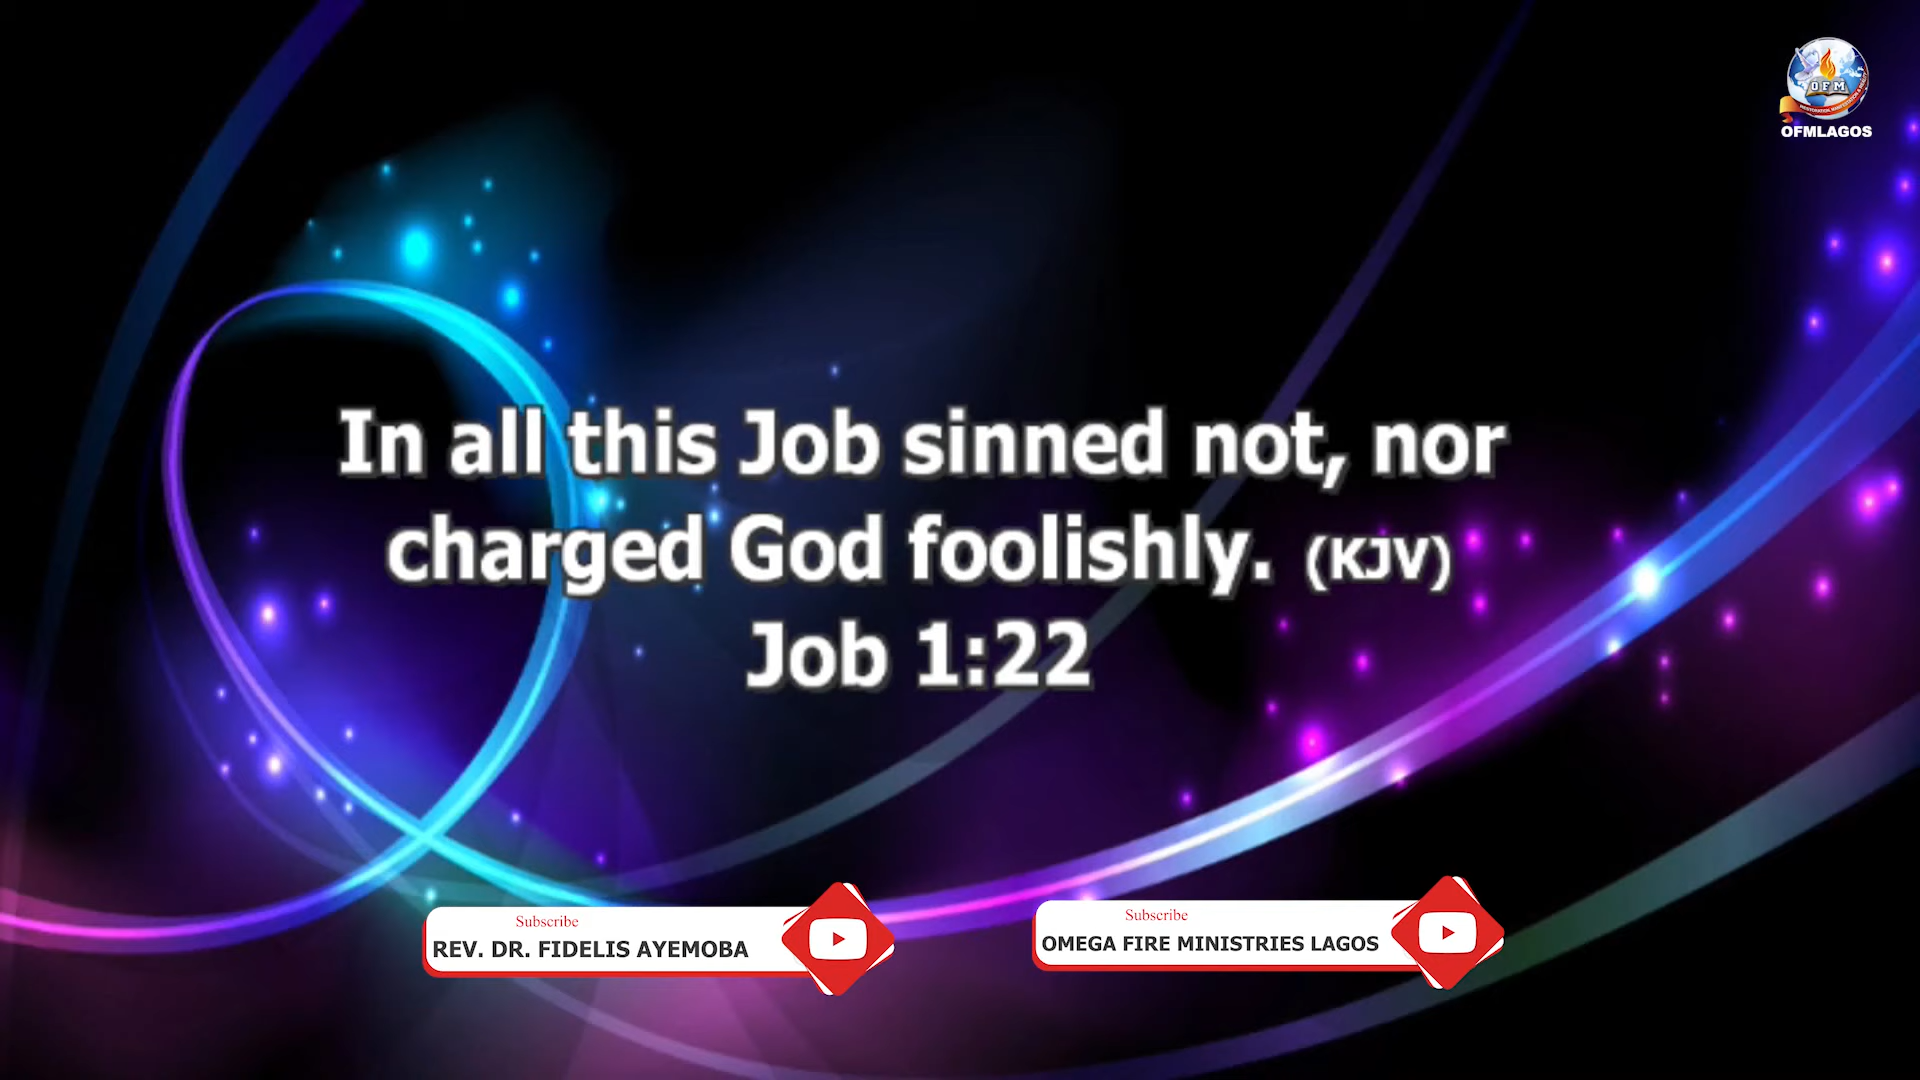 OFM
OFMLAGOS
In all this Job sinned not, nor
charged God foolishly. (KJV)
Job 1:22
Subscribe
REV. DR. FIDELIS AYEMOBA
Subscribe
OMEGA FIRE MINISTRIES LAGOS